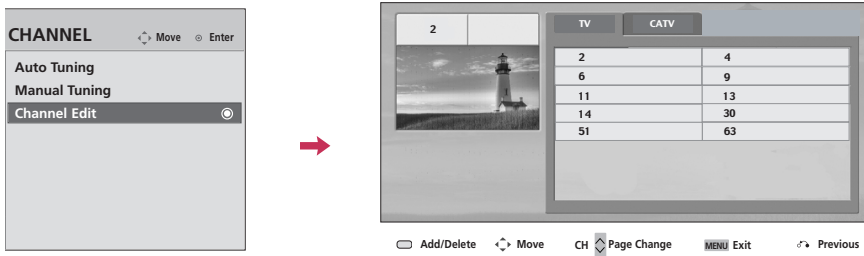 CHANNEL Move Enter
Auto Tuning
Manual Tuning
Channel Edit
2
TV CATV
2 4
6 9
11 13
14 30
51 63
Add/Delete Move CH Page Change MENU Exit Previous